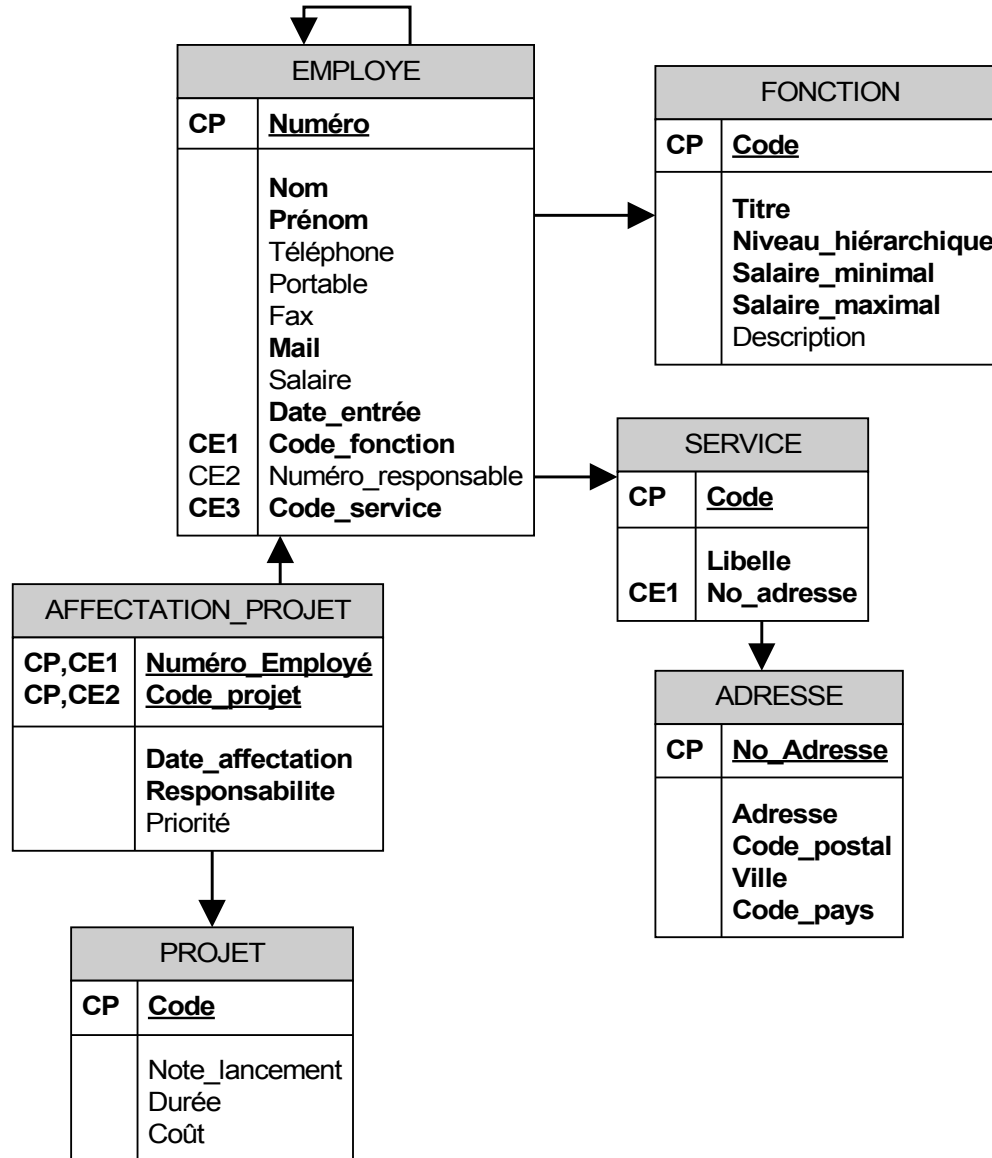 EMPLOYE
CP Numéro
Nom
Prénom
Téléphone
Portable
Fax
Mail
Salaire
Date_entrée
CE1 Code_fonction
CE2 Numéro_responsable
CE3 Code_service
FONCTION
CP Code
Titre
Niveau_hiérarchique
Salaire_minimal
Salaire_maximal
Description
SERVICE
CP Code
Libelle
CE1 No_adresse
AFFECTATION_PROJET
CP,CE1 Numéro_Employé
CP,CE2 Code_projet
Date_affectation
Responsabilite
Priorité
ADRESSE
CP No_Adresse
Adresse
Code_postal
Ville
Code_pays
PROJET
CP Code
Note_lancement
Durée
Coût